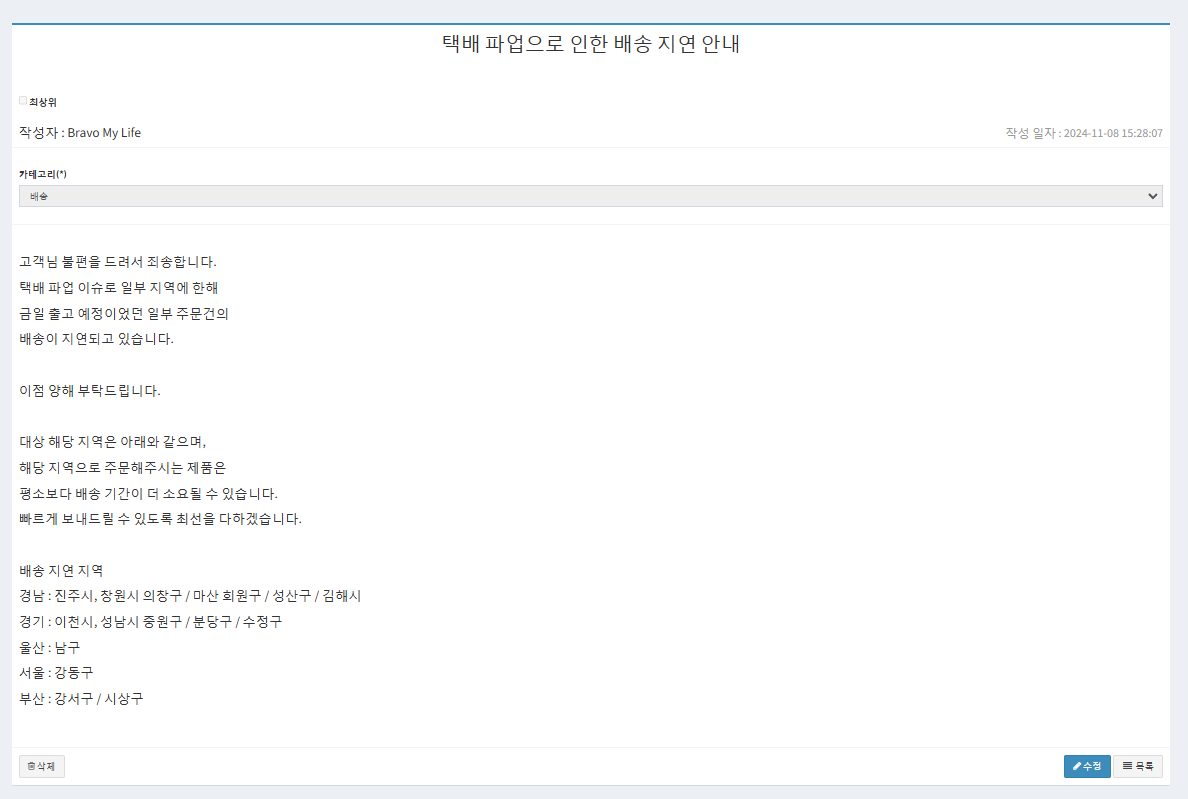 택배 파업으로 인한 배송 지연 안내
최상위
작성자 : Bravo My Life
작성 일자 : 2024-11-08 15:28:07
카테고리(*)
배송
고객님 불편을 드려서 죄송합니다.
택배 파업 이슈로 일부 지역에 한해
금일 출고 예정이었던 일부 주문건의
배송이 지연되고 있습니다.
이점 양해 부탁드립니다.
대상 해당 지역은 아래와 같으며,
해당 지역으로 주문해주시는 제품은
평소보다 배송 기간이 더 소요될 수 있습니다.
빠르게 보내드릴 수 있도록 최선을 다하겠습니다.
배송 지연 지역
경남 : 진주시, 창원시 의창구 / 마산 회원구 / 성산구 / 김해시
경기 : 이천시, 성남시 중원구 / 분당구 / 수정구
울산 : 남구
서울 : 강동구
부산 : 강서구 / 시상구
삭제
수정
목록